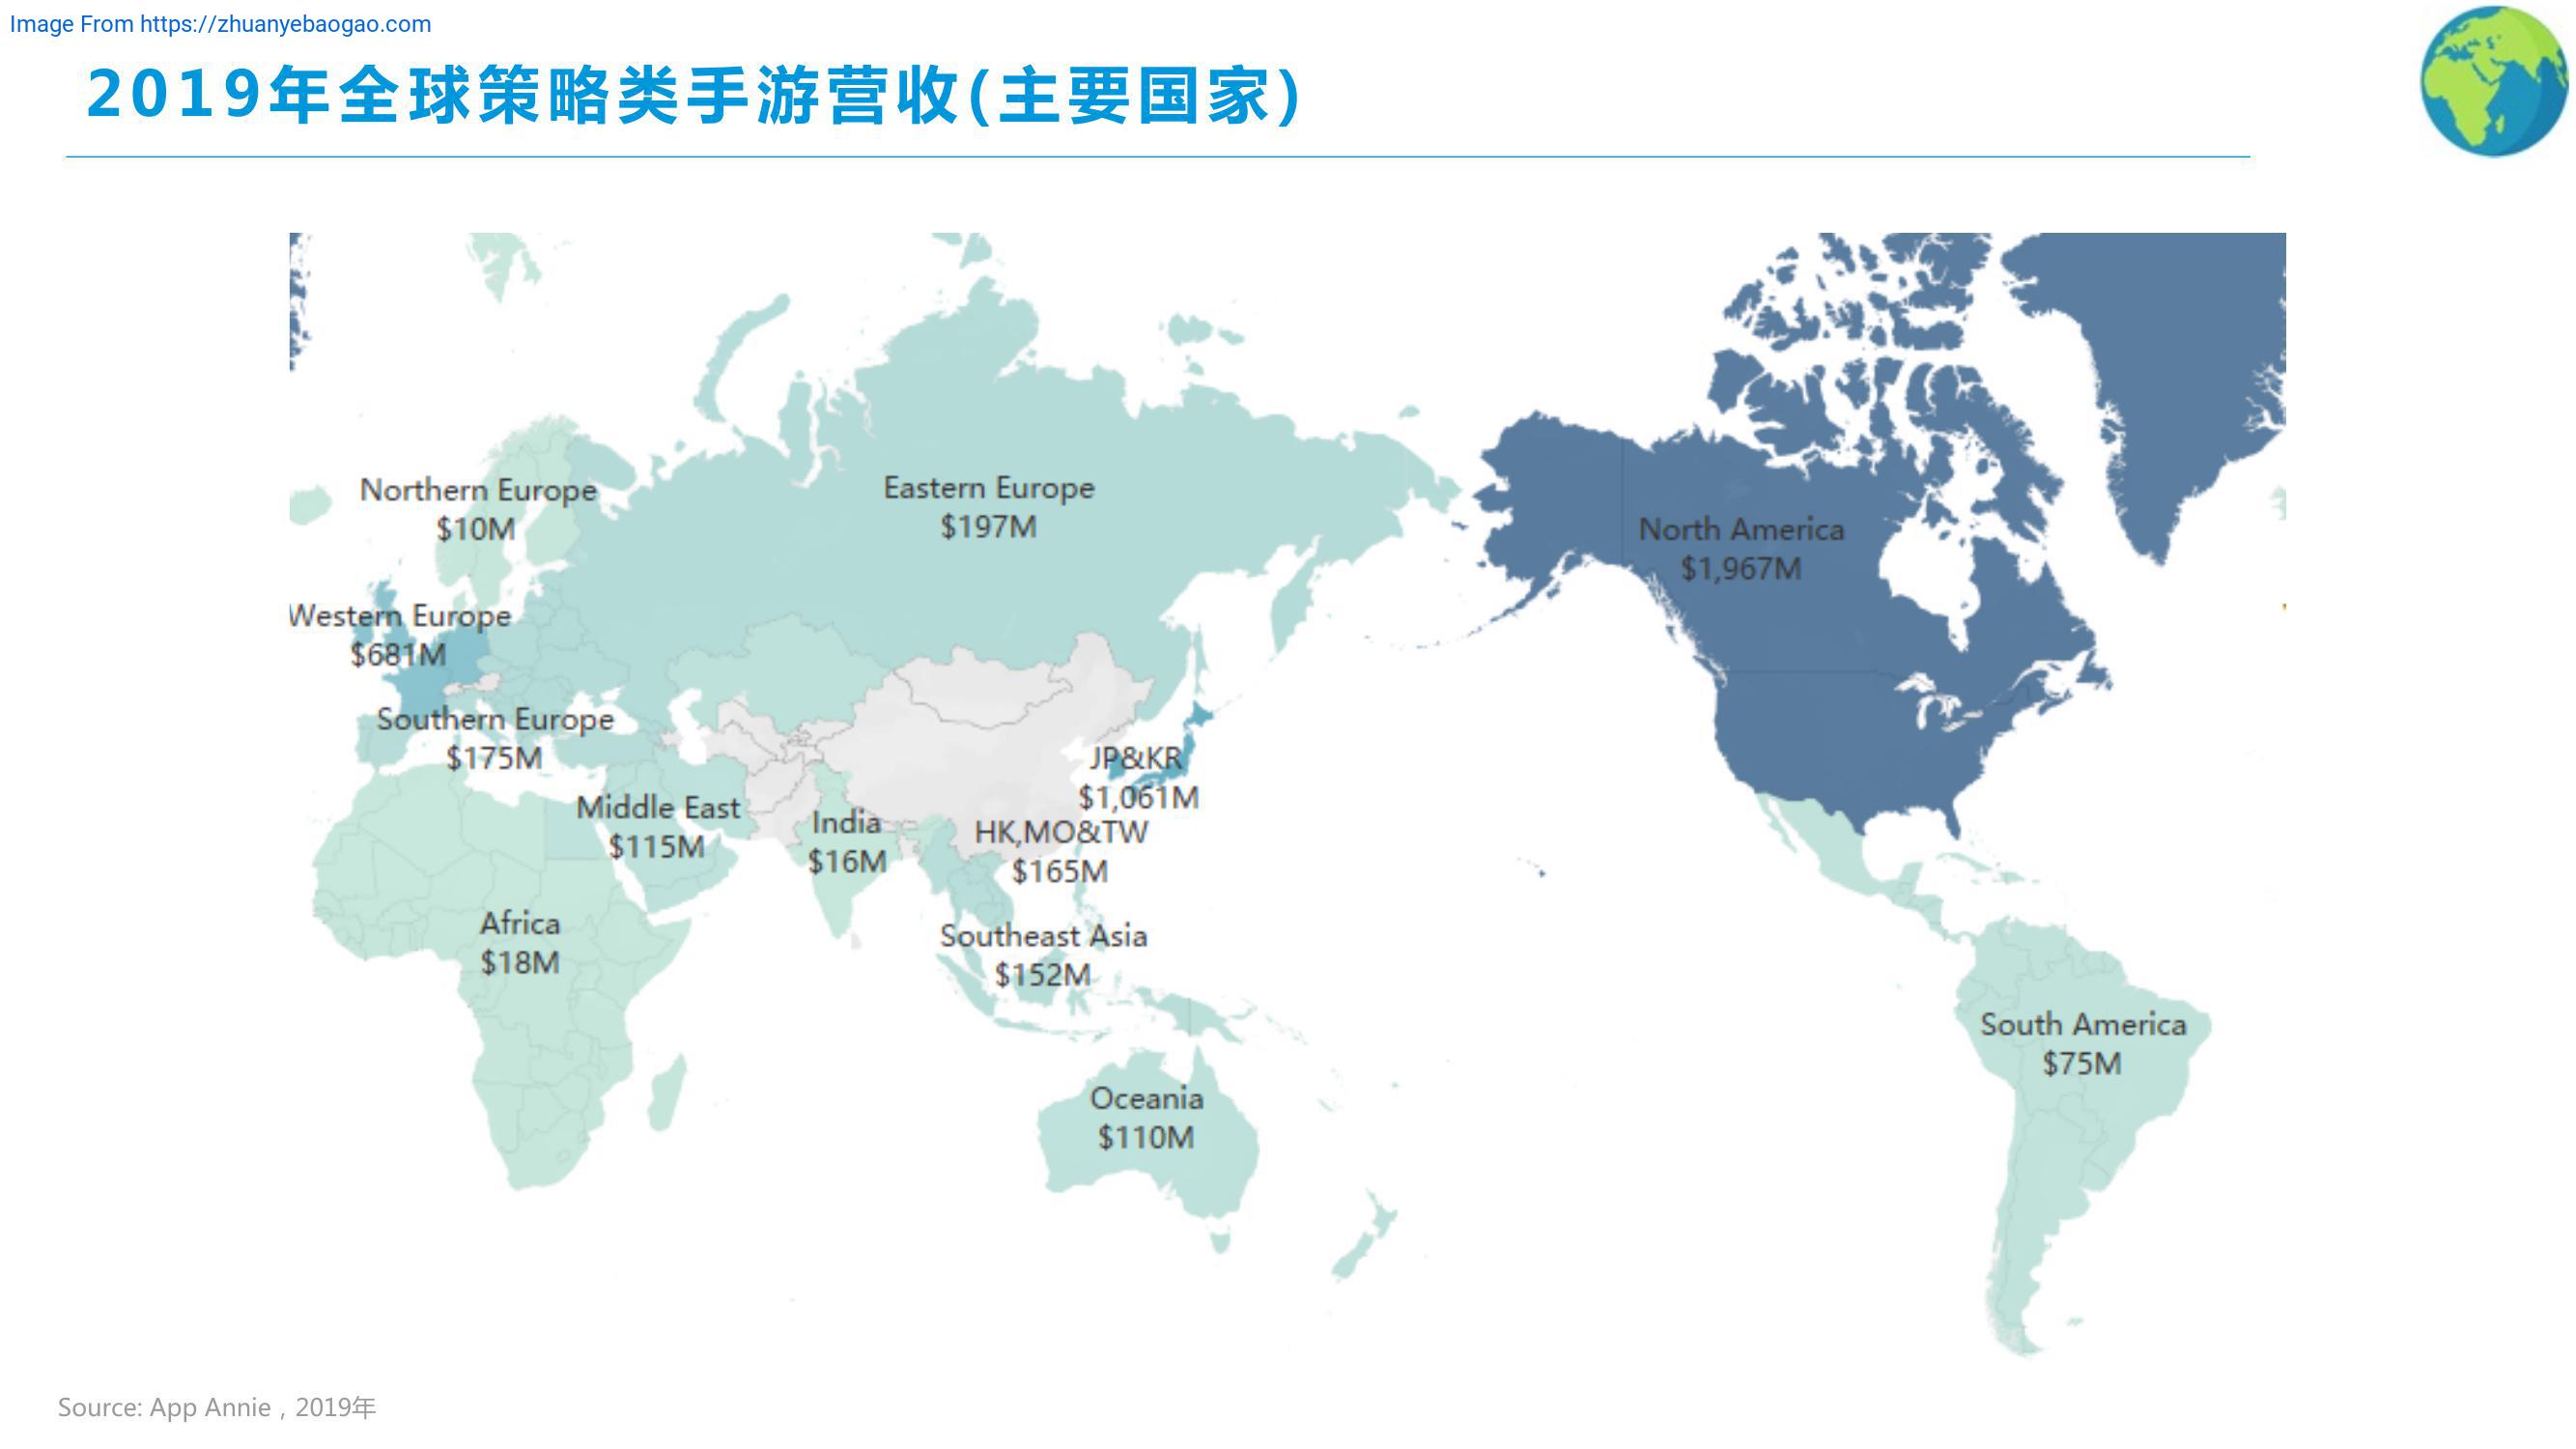 Image From https://zhuanyebaogao.com
2019年全球策略类手游营收(主要国家)
Northern Europe
$10M
Eastern Europe
$197M
North America
$1,967M
Western Europe
$681M
Southern Europe
$175M
JP&KR
$1,061M
Middle East
$115M
India
$16M
HK,MO&TW
$165M
Africa
$18M
Southeast Asia
$152M
South America
$75M
Oceania
$110M
Source: App Annie，2019年